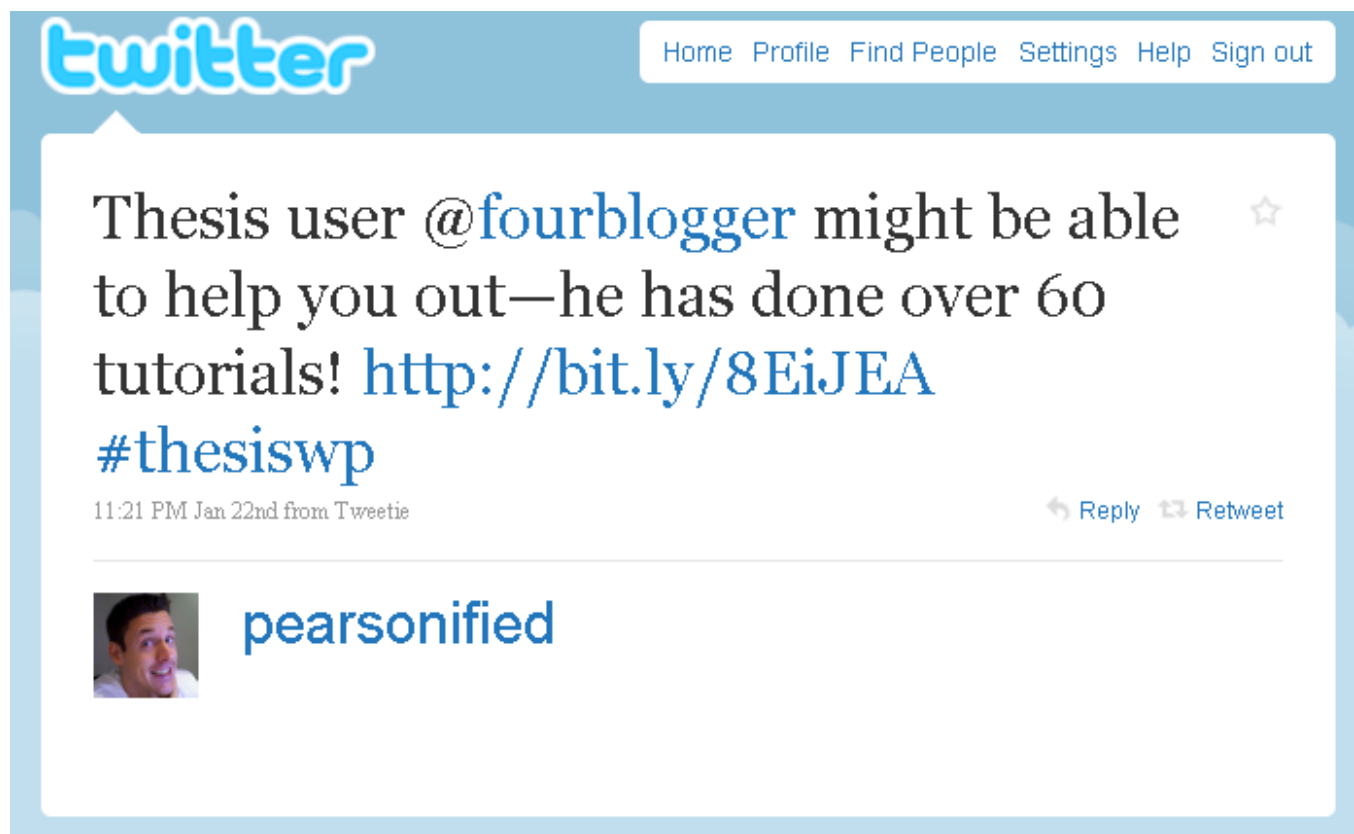 twitter
Home Profile Find People Settings Help Sign out
Thesis user @fourblogger might be able
to help you out—he has done over 60
tutorials! http://bit.ly/8EiJEA
#thesiswp
11:21 PM Jan 22nd from Tweetie
Reply Retweet
pearsonified